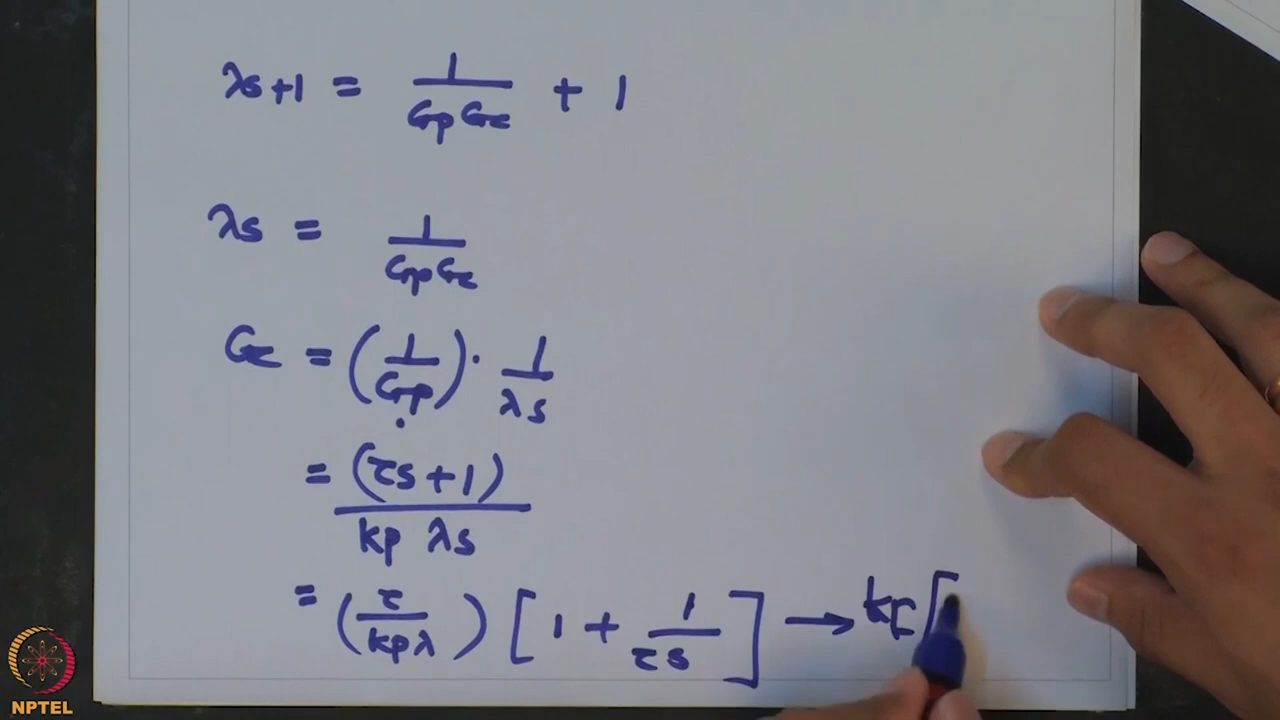 λs+1 = 1/(GpGc) + 1
λs = 1/(GpGc)
Gc = (1/Gp) · 1/(λs)
= (τs+1)/(kp λs)
= (τ/(kpλ)) [1 + 1/(τs)] → kc[
NPTEL